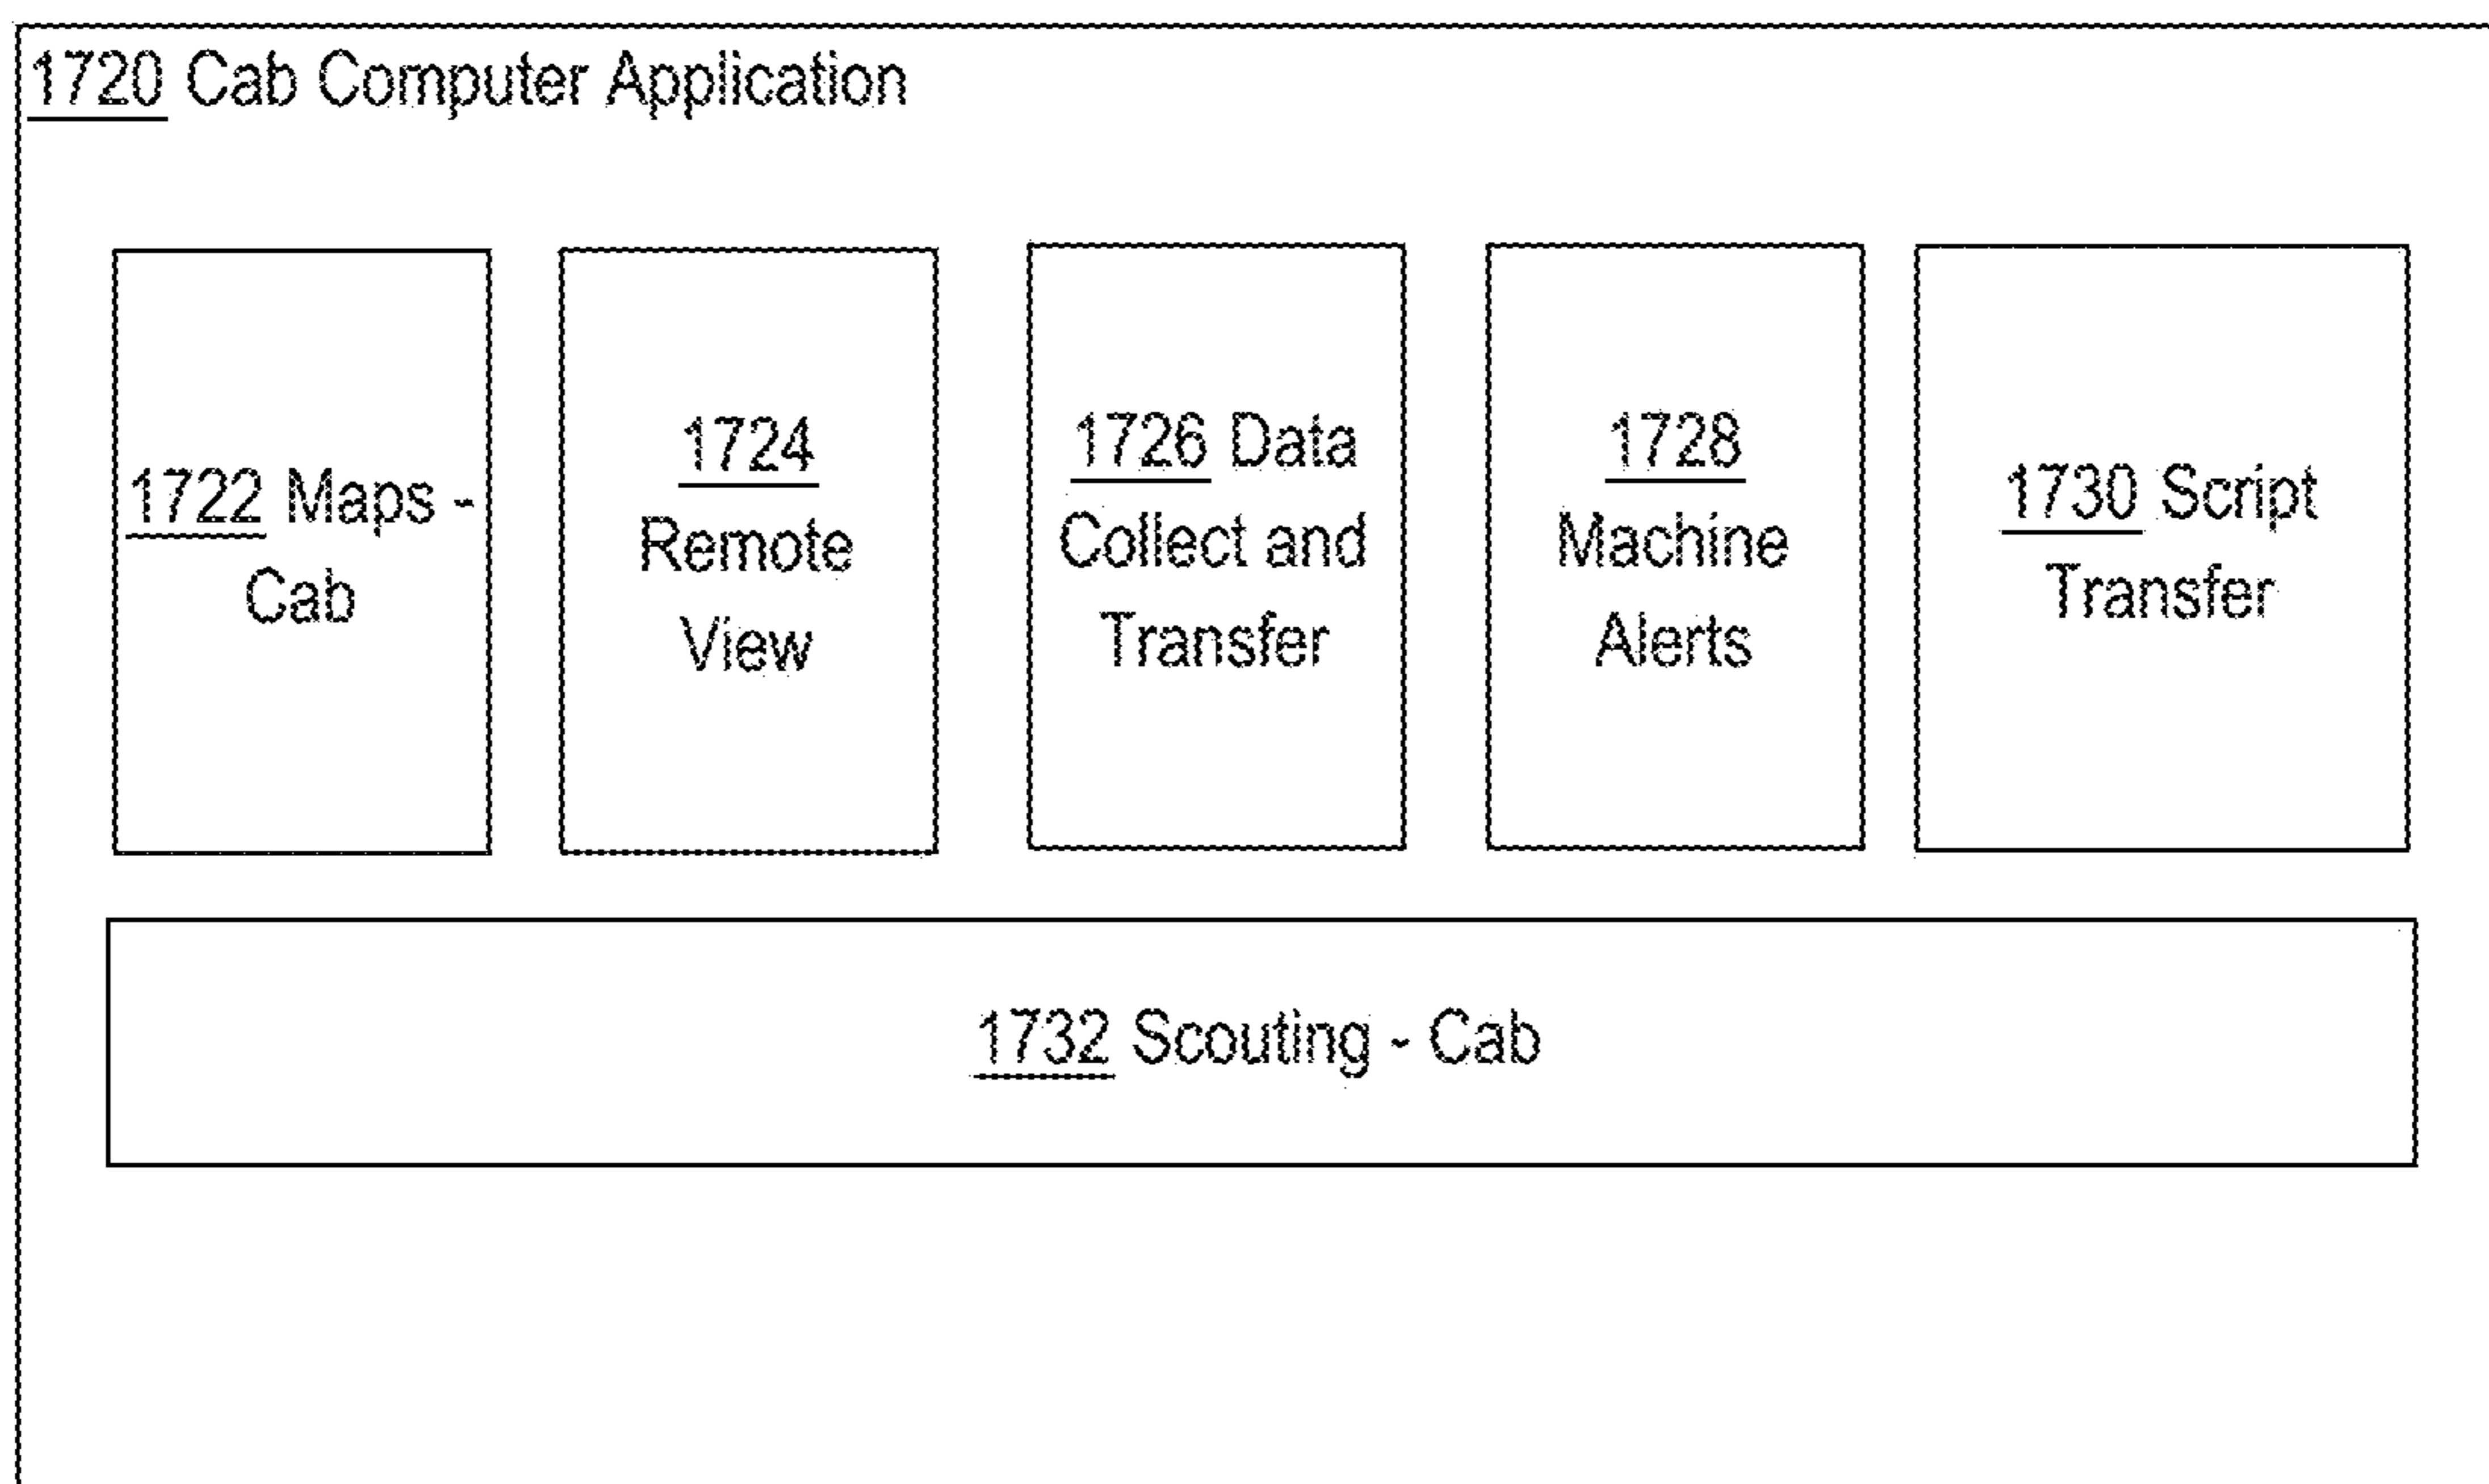 1720 Cab Computer Application
1722 Maps -
Cab
1724
Remote
View
1726 Data
Collect and
Transfer
1728
Machine
Alerts
1730 Script
Transfer
1732 Scouting - Cab